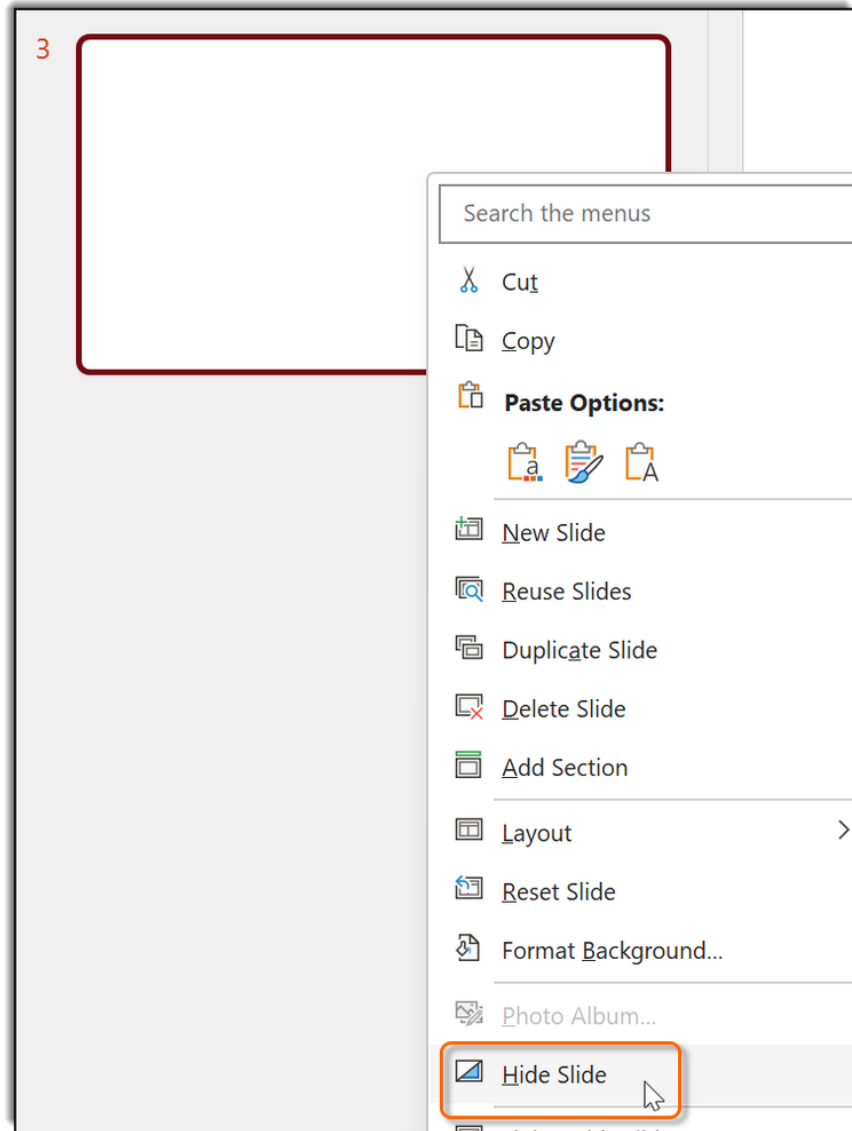 3
Search the menus
Cut
Copy
Paste Options:
New Slide
Reuse Slides
Duplicate Slide
Delete Slide
Add Section
Layout
Reset Slide
Format Background...
Photo Album...
Hide Slide